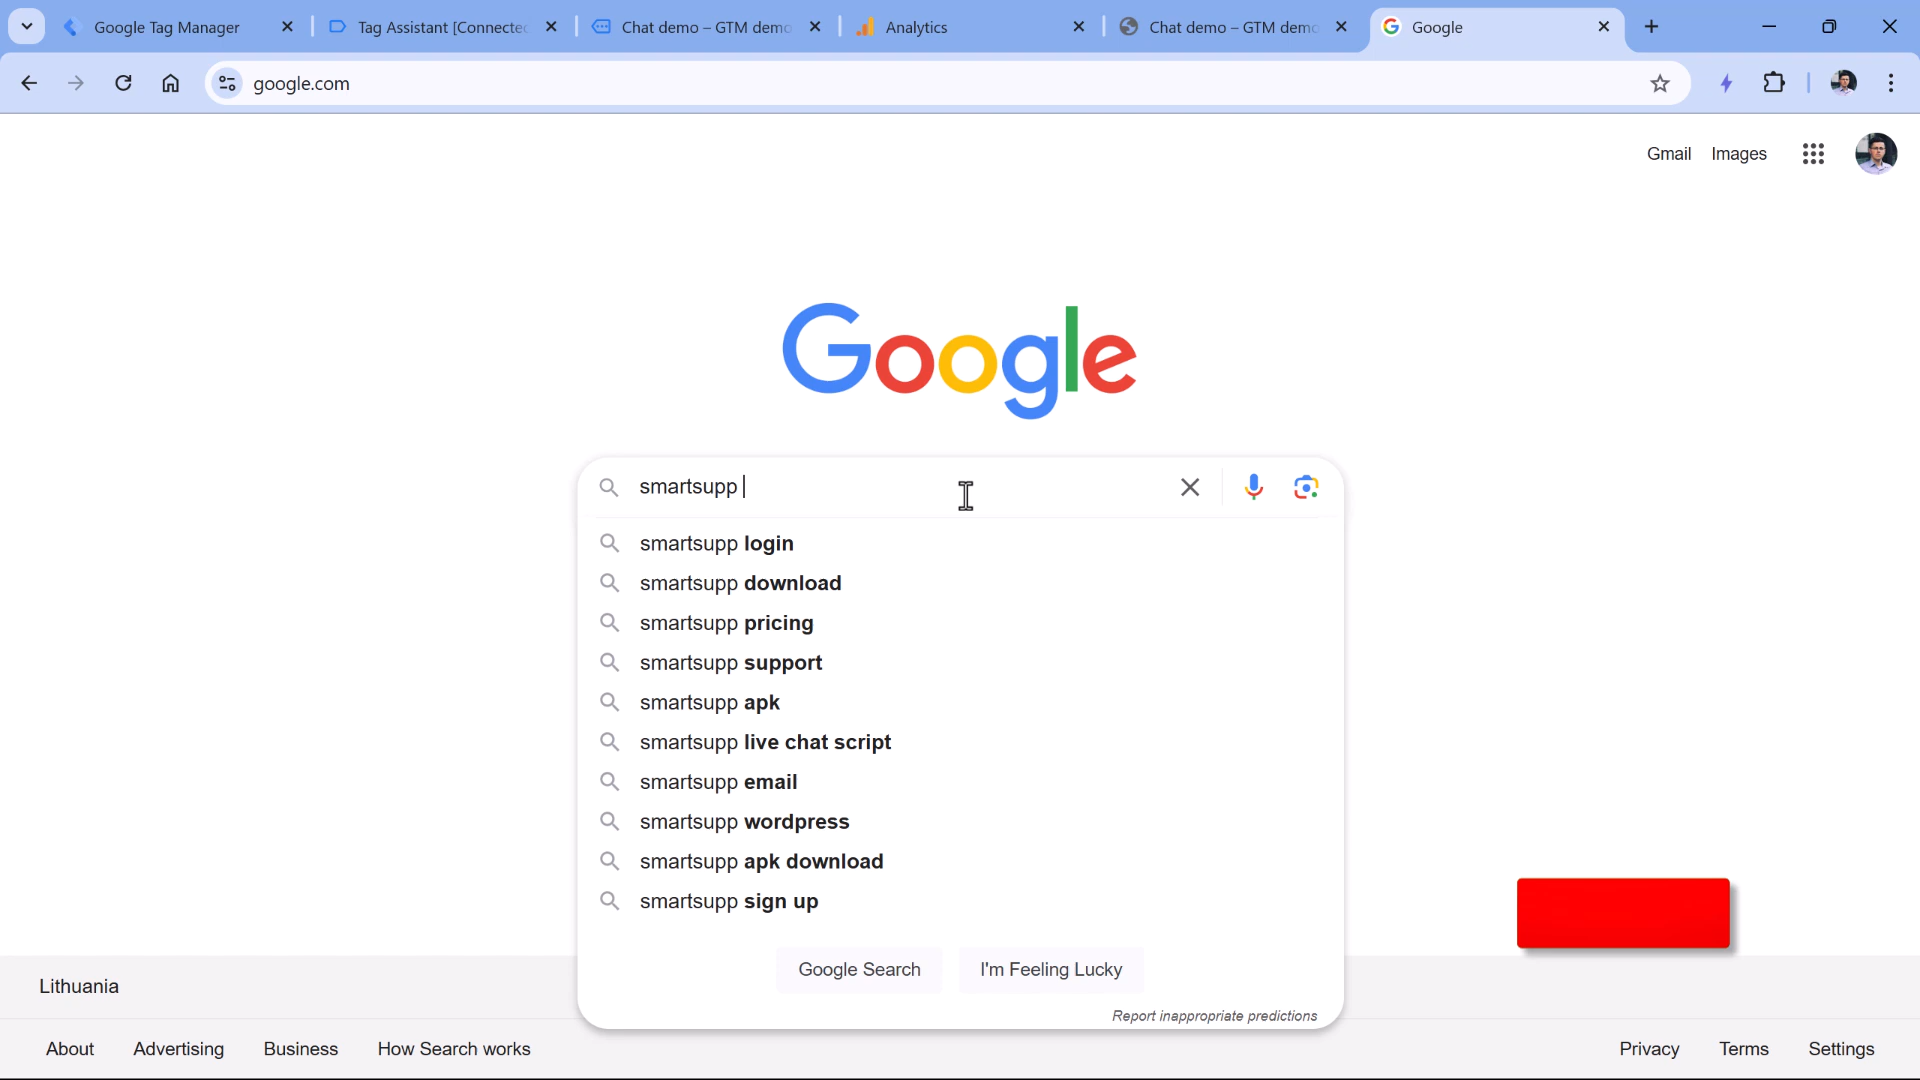 Google Tag Manager
Tag Assistant [Connected
Chat demo – GTM demo
Analytics
Chat demo – GTM demo
Google
google.com
Gmail Images
Google
smartsupp
smartsupp login
smartsupp download
smartsupp pricing
smartsupp support
smartsupp apk
smartsupp live chat script
smartsupp email
smartsupp wordpress
smartsupp apk download
smartsupp sign up
Google Search I'm Feeling Lucky
Report inappropriate predictions
Lithuania
About Advertising Business How Search works Privacy Terms Settings